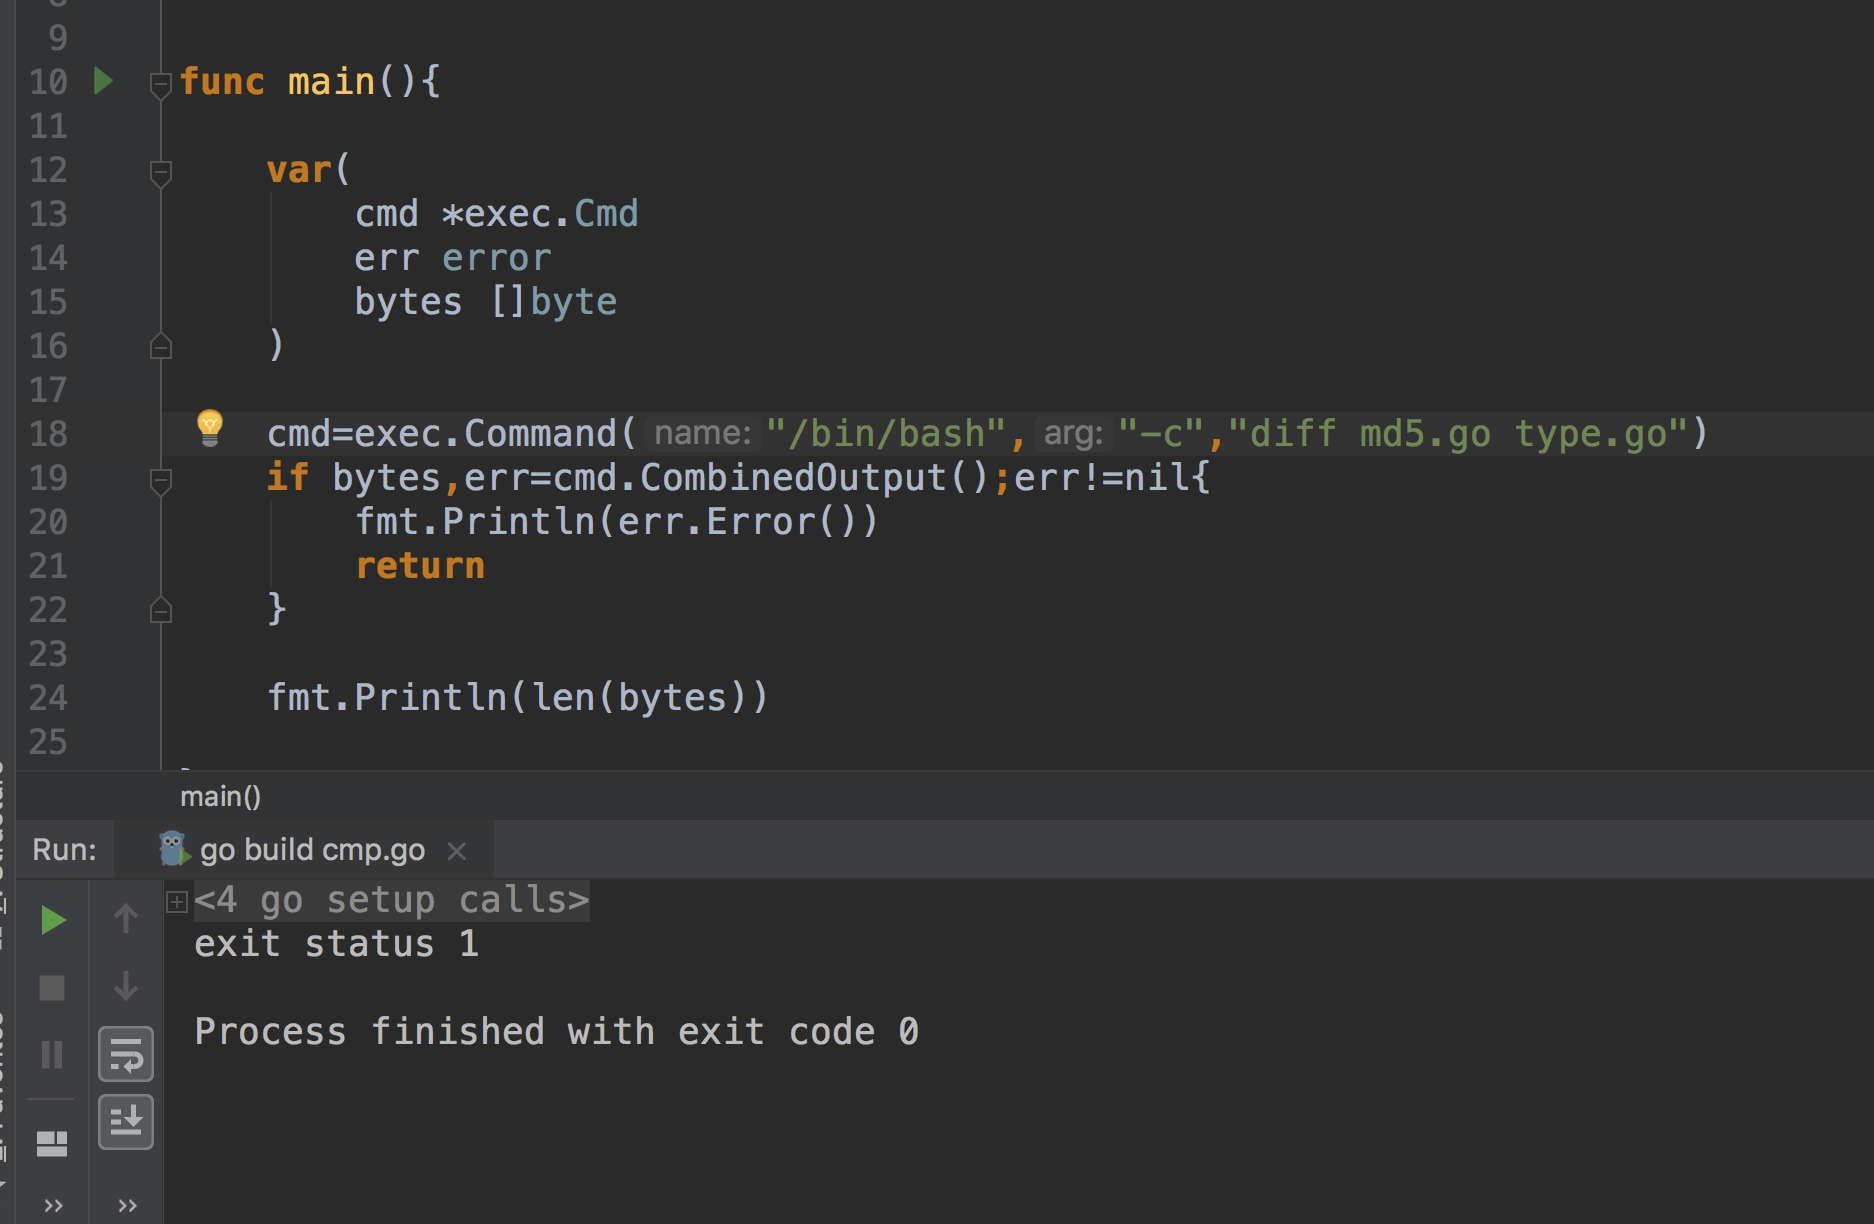 9
10 func main(){
11
12 var(
13 cmd *exec.Cmd
14 err error
15 bytes []byte
16 )
17
18 cmd=exec.Command( name: "/bin/bash", arg: "-c","diff md5.go type.go")
19 if bytes,err=cmd.CombinedOutput();err!=nil{
20 fmt.Println(err.Error())
21 return
22 }
23
24 fmt.Println(len(bytes))
25
main()
Run: go build cmp.go
<4 go setup calls>
exit status 1
Process finished with exit code 0